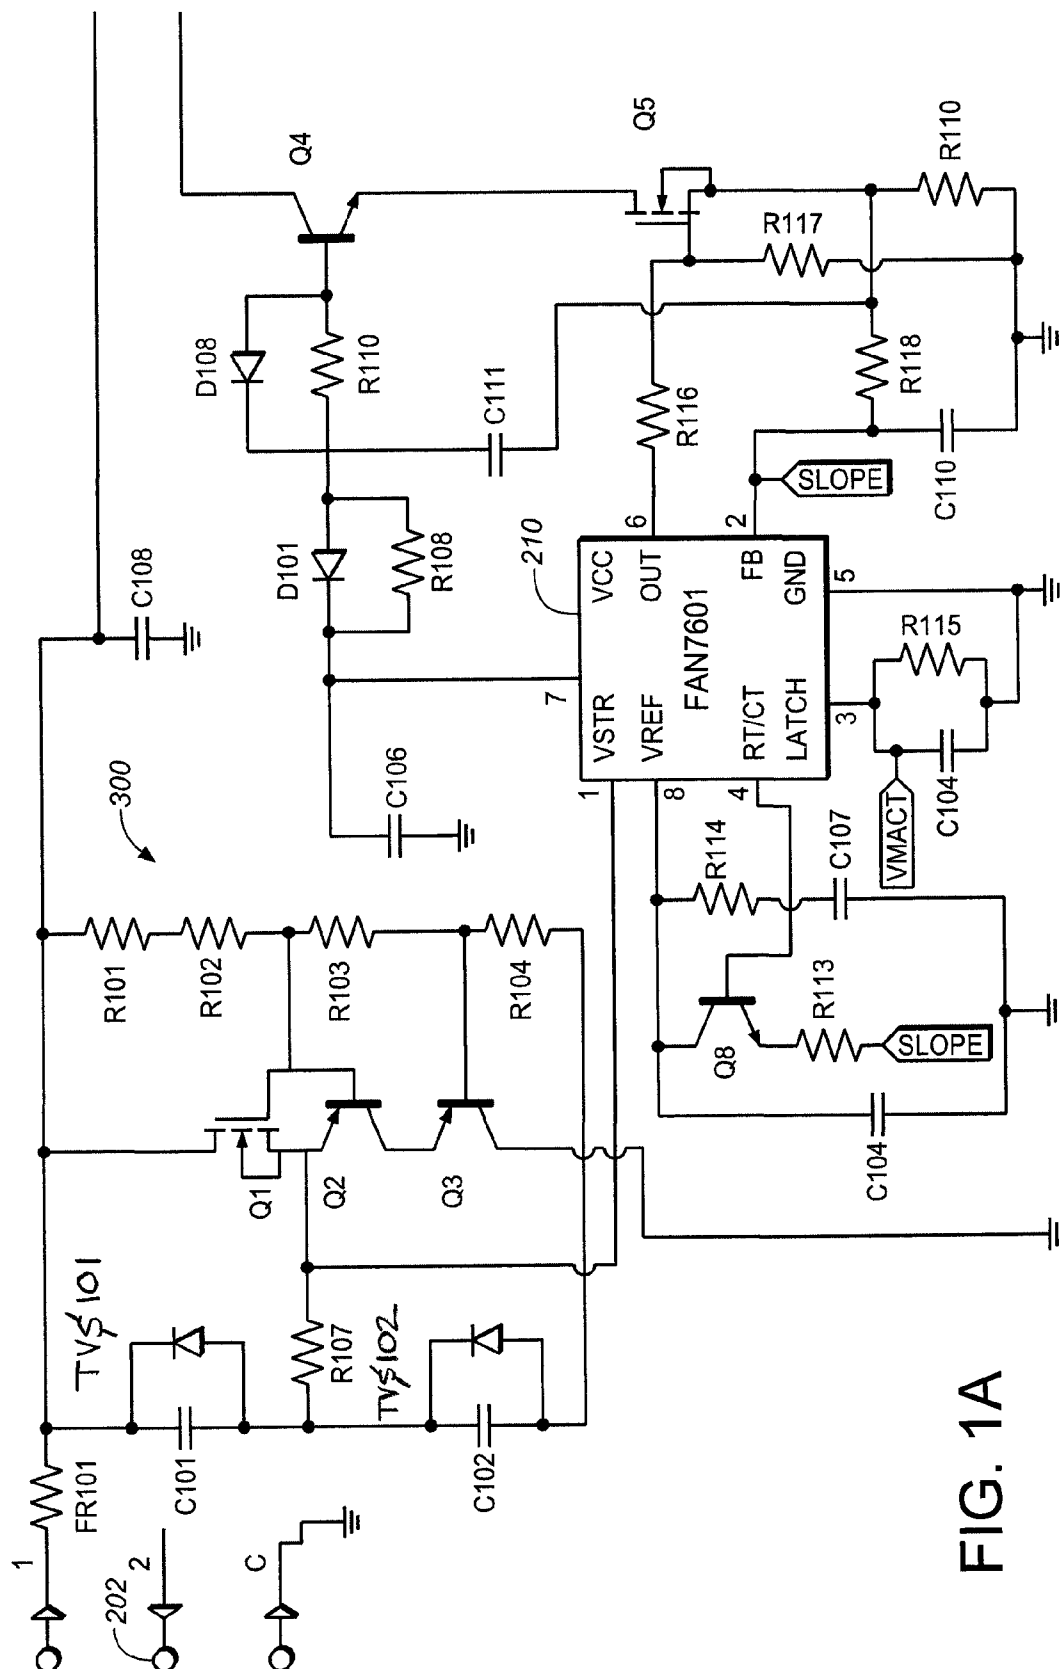 1
FR101
202
2
C
TVS101
C101
R107
TVS102
C102
Q1
Q2
Q3
R101
R102
R103
R104
300
C108
C106
D101
R108
D108
R110
C111
Q4
Q5
R117
R110
R116
R118
C110
SLOPE
210
7
6
2
5
1
8
4
3
VSTR
VCC
VREF
OUT
FAN7601
RT/CT
FB
LATCH
GND
R115
C104
VMACT
R114
C107
Q8
R113
SLOPE
C104
FIG. 1A